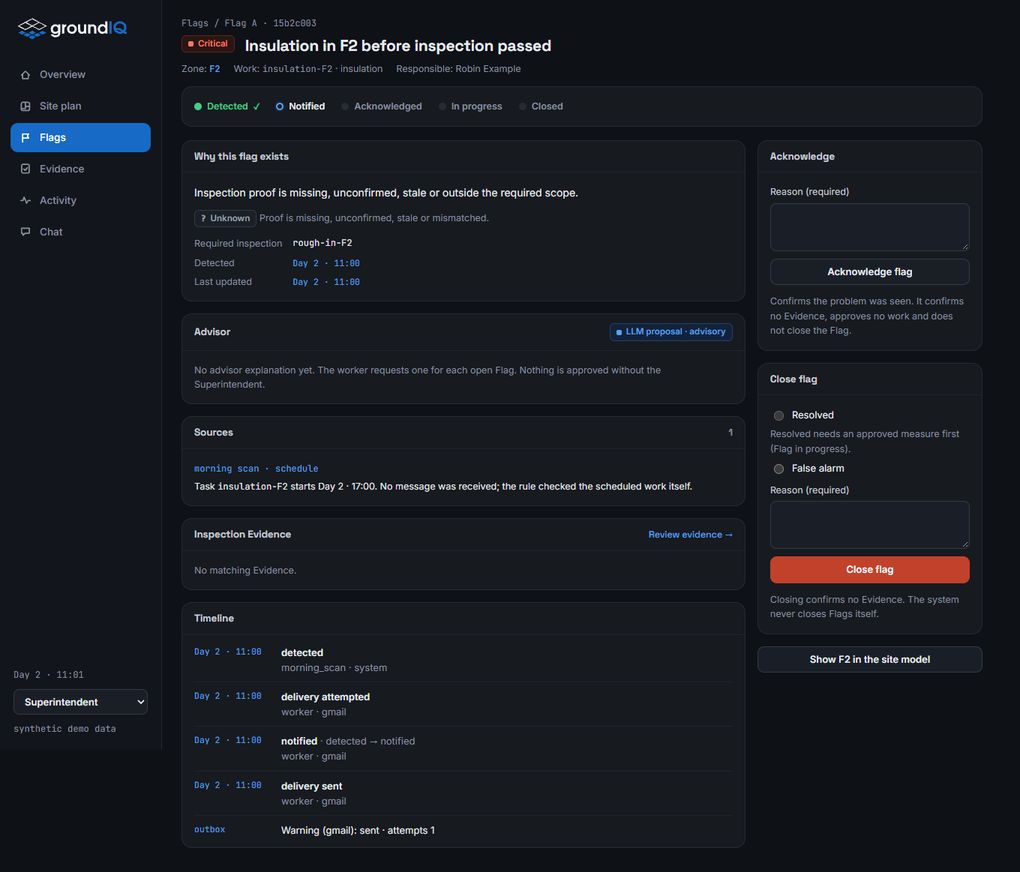 groundIQ
Overview
Site plan
Flags
Evidence
Activity
Chat
Day 2 · 11:01
Superintendent
synthetic demo data
Flags / Flag A · 15b2c003
Critical
Insulation in F2 before inspection passed
Zone: F2 Work: insulation-F2 · insulation Responsible: Robin Example
Detected ✓ Notified Acknowledged In progress Closed
Why this flag exists
Inspection proof is missing, unconfirmed, stale or outside the required scope.
? Unknown Proof is missing, unconfirmed, stale or mismatched.
Required inspection rough-in-F2
Detected Day 2 · 11:00
Last updated Day 2 · 11:00
Advisor LLM proposal · advisory
No advisor explanation yet. The worker requests one for each open Flag. Nothing is approved without the
Superintendent.
Sources 1
morning scan · schedule
Task insulation-F2 starts Day 2 · 17:00. No message was received; the rule checked the scheduled work itself.
Inspection Evidence Review evidence →
No matching Evidence.
Timeline
Day 2 · 11:00 detected
morning_scan · system
Day 2 · 11:00 delivery attempted
worker · gmail
Day 2 · 11:00 notified · detected → notified
worker · gmail
Day 2 · 11:00 delivery sent
worker · gmail
outbox Warning (gmail): sent · attempts 1
Acknowledge
Reason (required)
Acknowledge flag
Confirms the problem was seen. It confirms
no Evidence, approves no work and does
not close the Flag.
Close flag
Resolved
Resolved needs an approved measure first
(Flag in progress).
False alarm
Reason (required)
Close flag
Closing confirms no Evidence. The system
never closes Flags itself.
Show F2 in the site model